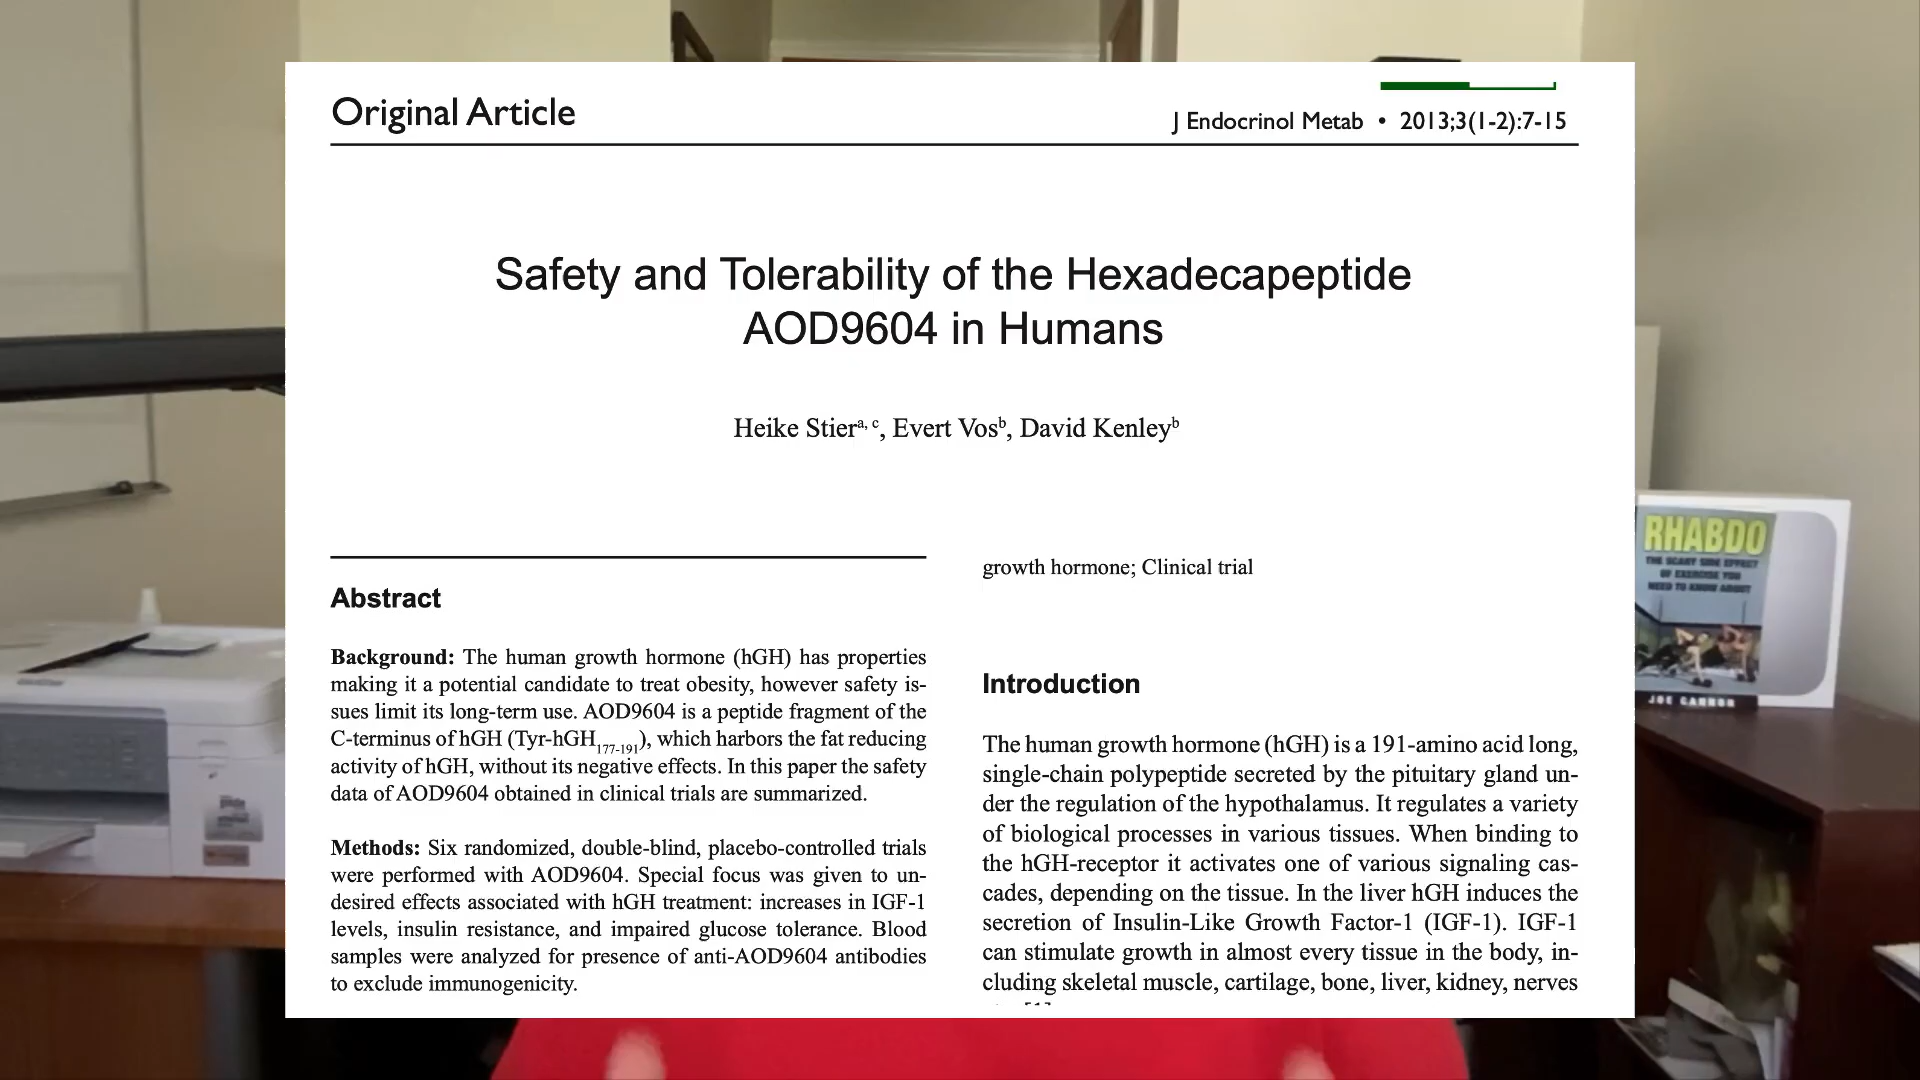 Original Article
J Endocrinol Metab • 2013;3(1-2):7-15
Safety and Tolerability of the Hexadecapeptide
AOD9604 in Humans
Heike Stierª, ᶜ, Evert Vosᵇ, David Kenleyᵇ
Abstract
Background: The human growth hormone (hGH) has properties
making it a potential candidate to treat obesity, however safety is-
sues limit its long-term use. AOD9604 is a peptide fragment of the
C-terminus of hGH (Tyr-hGH177-191), which harbors the fat reducing
activity of hGH, without its negative effects. In this paper the safety
data of AOD9604 obtained in clinical trials are summarized.
Methods: Six randomized, double-blind, placebo-controlled trials
were performed with AOD9604. Special focus was given to un-
desired effects associated with hGH treatment: increases in IGF-1
levels, insulin resistance, and impaired glucose tolerance. Blood
samples were analyzed for presence of anti-AOD9604 antibodies
to exclude immunogenicity.
growth hormone; Clinical trial
Introduction
The human growth hormone (hGH) is a 191-amino acid long,
single-chain polypeptide secreted by the pituitary gland un-
der the regulation of the hypothalamus. It regulates a variety
of biological processes in various tissues. When binding to
the hGH-receptor it activates one of various signaling cas-
cades, depending on the tissue. In the liver hGH induces the
secretion of Insulin-Like Growth Factor-1 (IGF-1). IGF-1
can stimulate growth in almost every tissue in the body, in-
cluding skeletal muscle, cartilage, bone, liver, kidney, nerves
RHABDO
THE SCARY SIDE EFFECT
OF EXERCISE YOU
NEED TO KNOW ABOUT
JOE CANNON